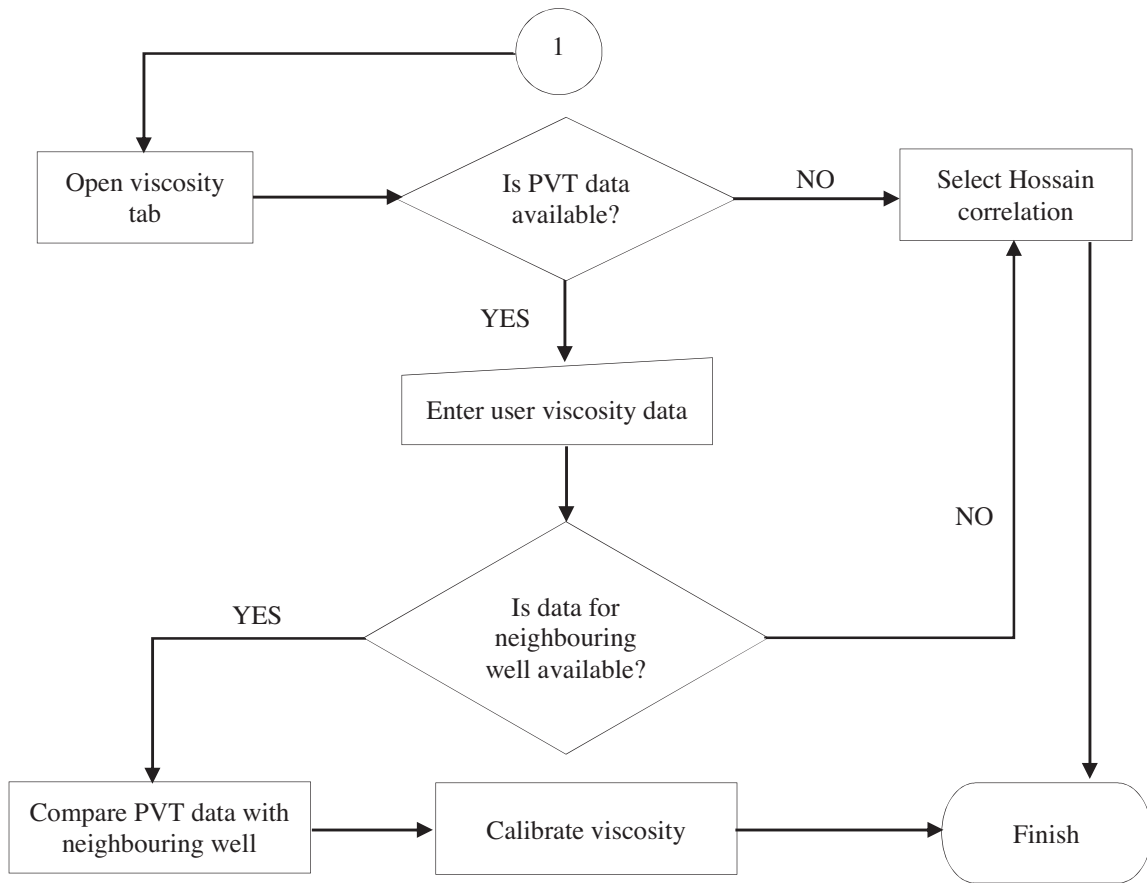 1
Open viscosity
tab
Is PVT data
available?
NO
Select Hossain
correlation
YES
Enter user viscosity data
NO
YES
Is data for
neighbouring
well available?
Compare PVT data with
neighbouring well
Calibrate viscosity
Finish